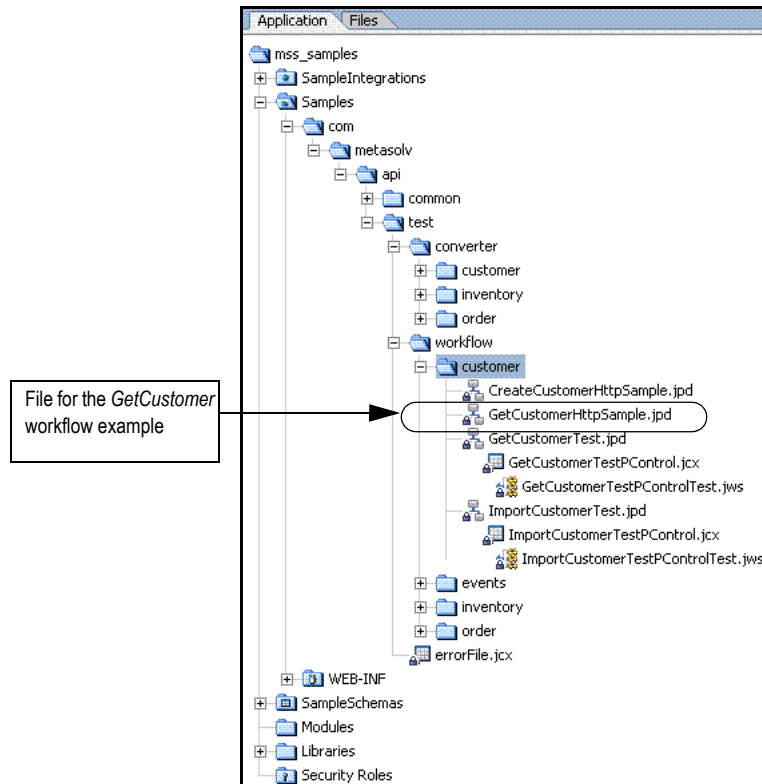 Application
Files
mss_samples
SampleIntegrations
Samples
com
metasolv
api
common
test
converter
customer
inventory
order
workflow
customer
CreateCustomerHttpSample.jpd
File for the GetCustomer
workflow example
GetCustomerHttpSample.jpd
GetCustomerTest.jpd
GetCustomerTestPControl.jcx
GetCustomerTestPControlTest.jws
ImportCustomerTest.jpd
ImportCustomerTestPControl.jcx
ImportCustomerTestPControlTest.jws
events
inventory
order
errorFile.jcx
WEB-INF
SampleSchemas
Modules
Libraries
Security Roles